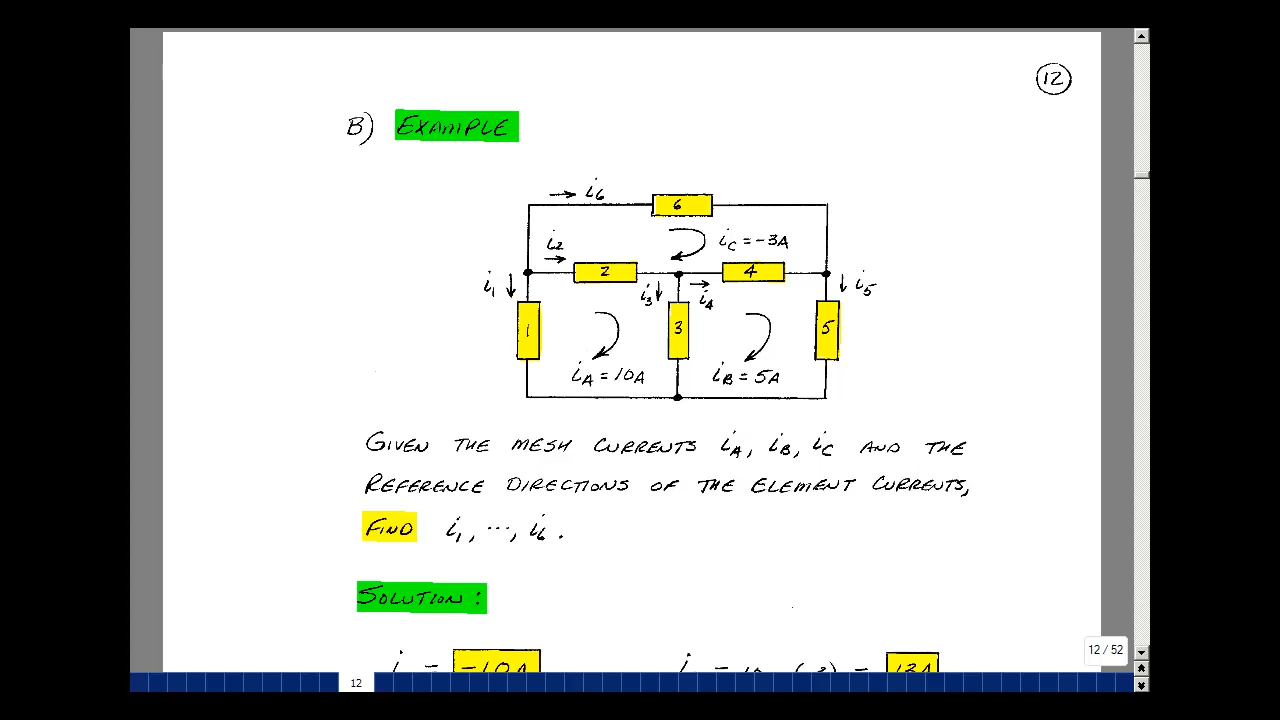 12
B) EXAMPLE
i6
6
i2
iC = -3A
2
4
i1
i3
i4
i5
1
3
5
iA = 10A
iB = 5A
GIVEN THE MESH CURRENTS iA, iB, iC AND THE
REFERENCE DIRECTIONS OF THE ELEMENT CURRENTS,
FIND i1, ..., i6.
SOLUTION:
12 / 52
= -10A
= 13A
12